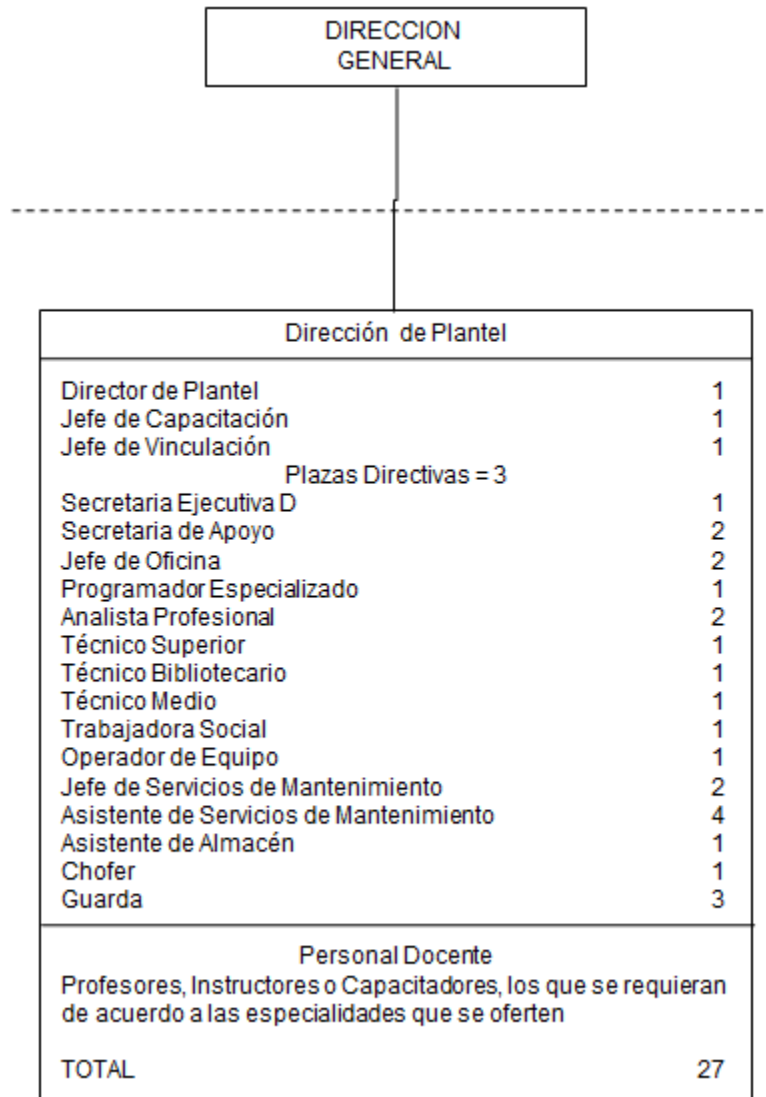 DIRECCION
GENERAL
Dirección de Plantel
Director de Plantel 1
Jefe de Capacitación 1
Jefe de Vinculación 1
Plazas Directivas = 3
Secretaria Ejecutiva D 1
Secretaria de Apoyo 2
Jefe de Oficina 2
Programador Especializado 1
Analista Profesional 2
Técnico Superior 1
Técnico Bibliotecario 1
Técnico Medio 1
Trabajadora Social 1
Operador de Equipo 1
Jefe de Servicios de Mantenimiento 2
Asistente de Servicios de Mantenimiento 4
Asistente de Almacén 1
Chofer 1
Guarda 3
Personal Docente
Profesores, Instructores o Capacitadores, los que se requieran
de acuerdo a las especialidades que se oferten
TOTAL 27